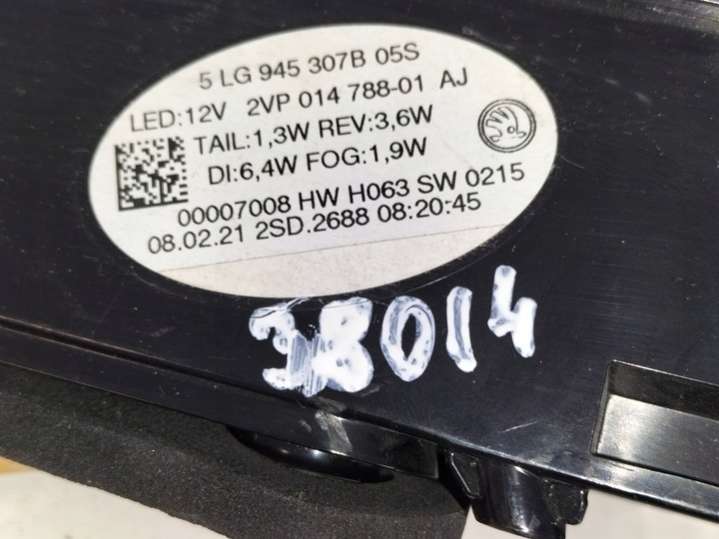 5 LG 945 307B 05S
LED:12V 2VP 014 788-01 AJ
TAIL:1,3W REV:3,6W
DI:6,4W FOG:1,9W
00007008 HW H063 SW 0215
08.02.21 2SD.2688 08:20:45
38014